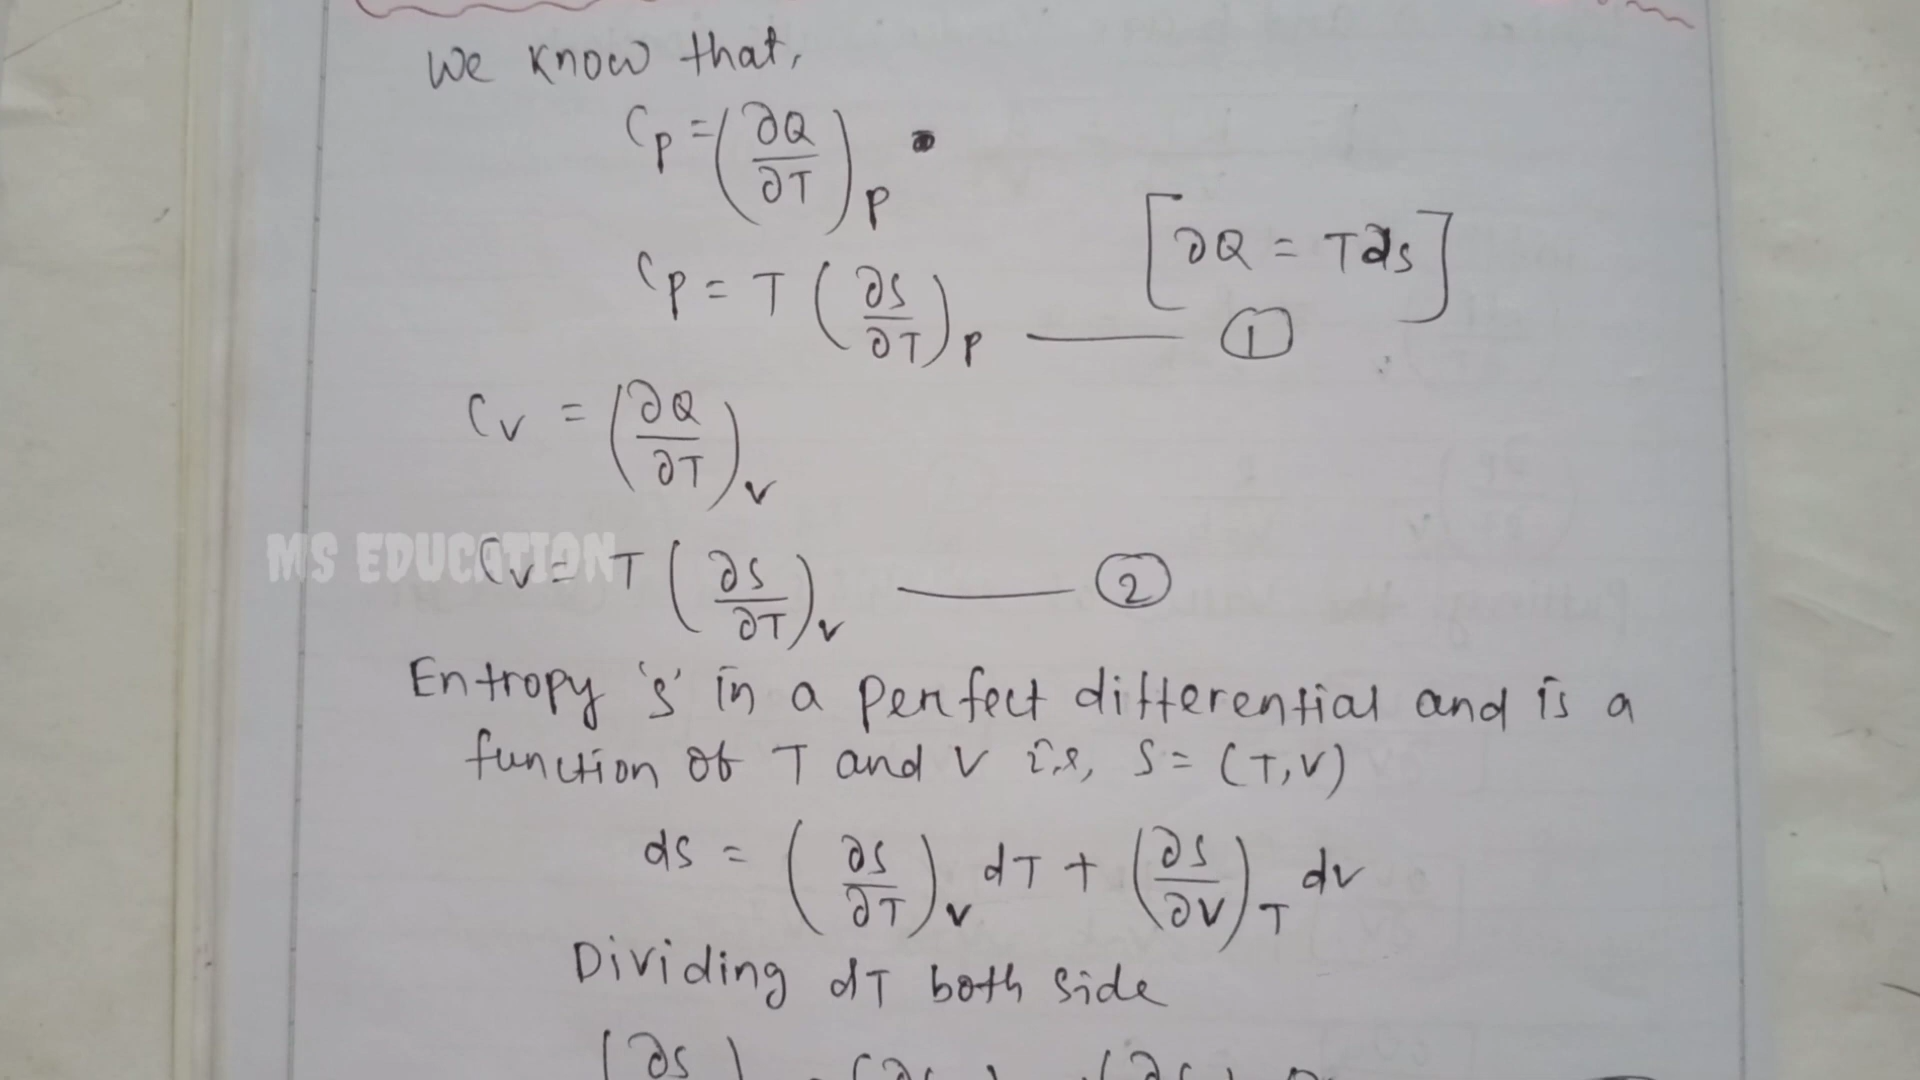 We know that,
Cp = (∂Q/∂T)P
[∂Q = T∂s]
Cp = T (∂S/∂T)P ——— ①
Cv = (∂Q/∂T)v
MS EDUCATION
Cv = T (∂S/∂T)v ——— ②
Entropy 's' in a perfect differential and is a
function of T and V i.e, S = (T,V)
ds = (∂S/∂T)v dT + (∂S/∂V)T dv
Dividing dT both side
(∂S